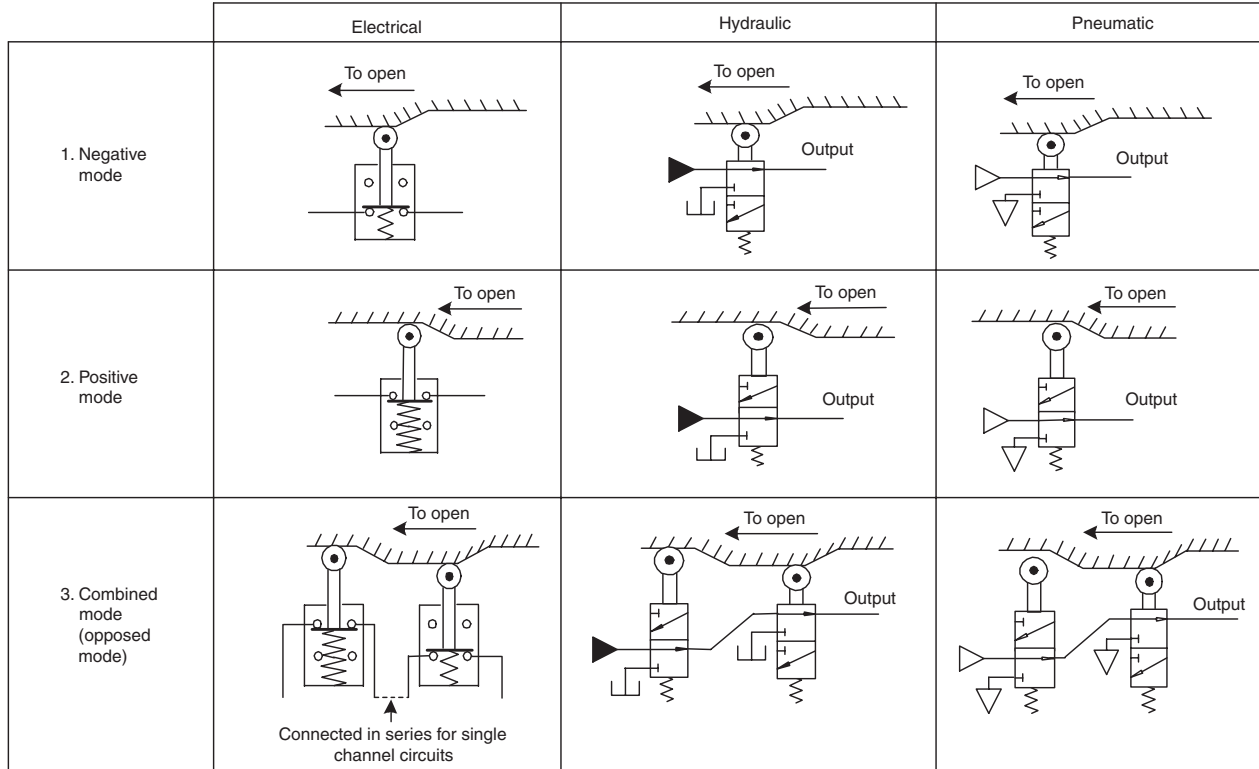 Electrical
Hydraulic
Pneumatic
1. Negative
mode
To open
To open
Output
To open
Output
2. Positive
mode
To open
To open
Output
To open
Output
3. Combined
mode
(opposed
mode)
To open
Connected in series for single
channel circuits
To open
Output
To open
Output